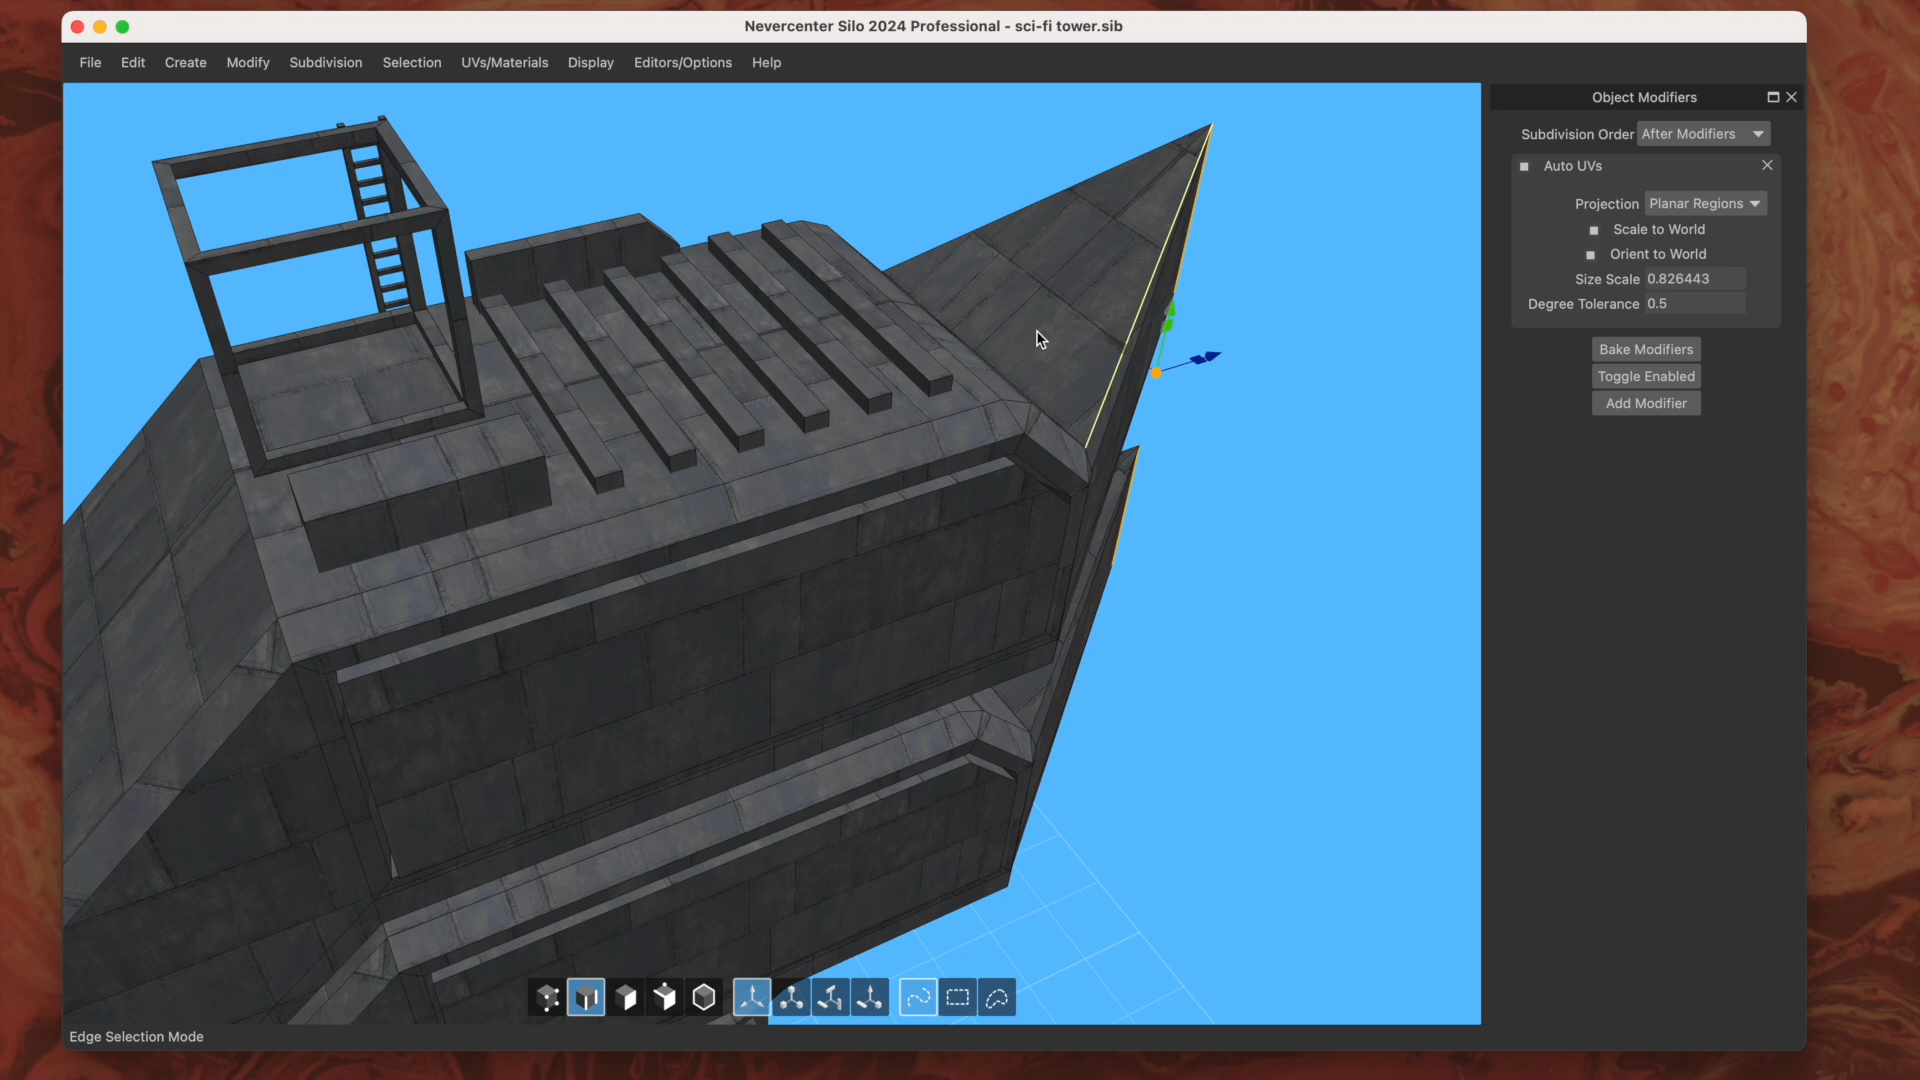 Nevercenter Silo 2024 Professional - sci-fi tower.sib
File Edit Create Modify Subdivision Selection UVs/Materials Display Editors/Options Help
Object Modifiers
Subdivision Order After Modifiers
Auto UVs
Projection Planar Regions
Scale to World
Orient to World
Size Scale 0.826443
Degree Tolerance 0.5
Bake Modifiers
Toggle Enabled
Add Modifier
Edge Selection Mode